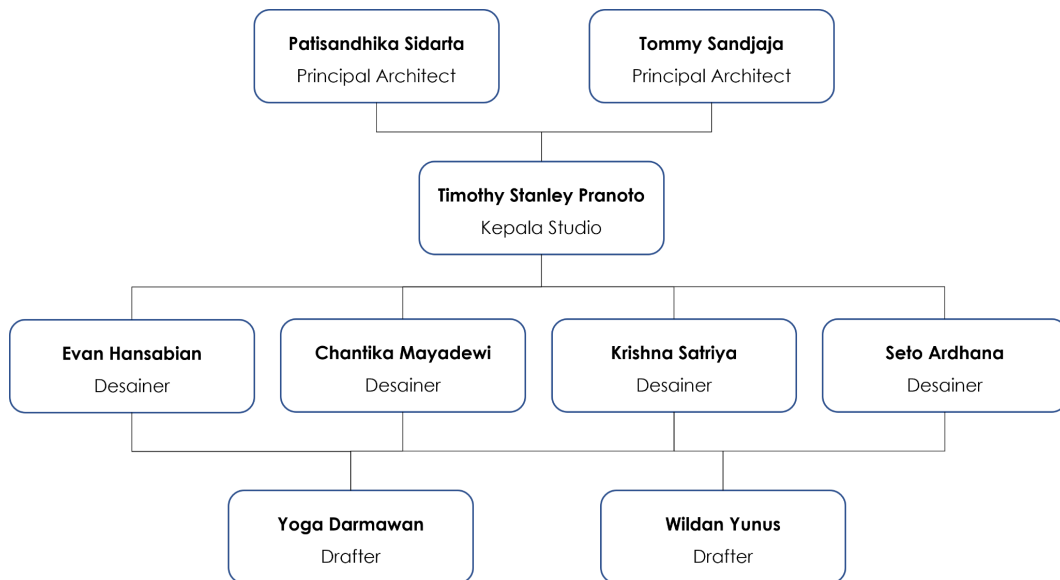 Patisandhika Sidarta
Principal Architect
Tommy Sandjaja
Principal Architect
Timothy Stanley Pranoto
Kepala Studio
Evan Hansabian
Desainer
Chantika Mayadewi
Desainer
Krishna Satriya
Desainer
Seto Ardhana
Desainer
Yoga Darmawan
Drafter
Wildan Yunus
Drafter